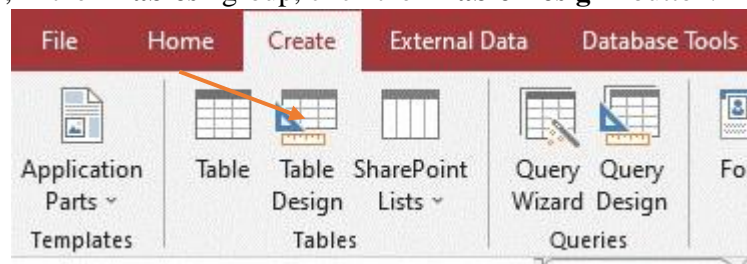 File Home Create External Data Database Tools
Application Parts Table Table Design SharePoint Lists Query Wizard Query Design Fo
Templates Tables Queries